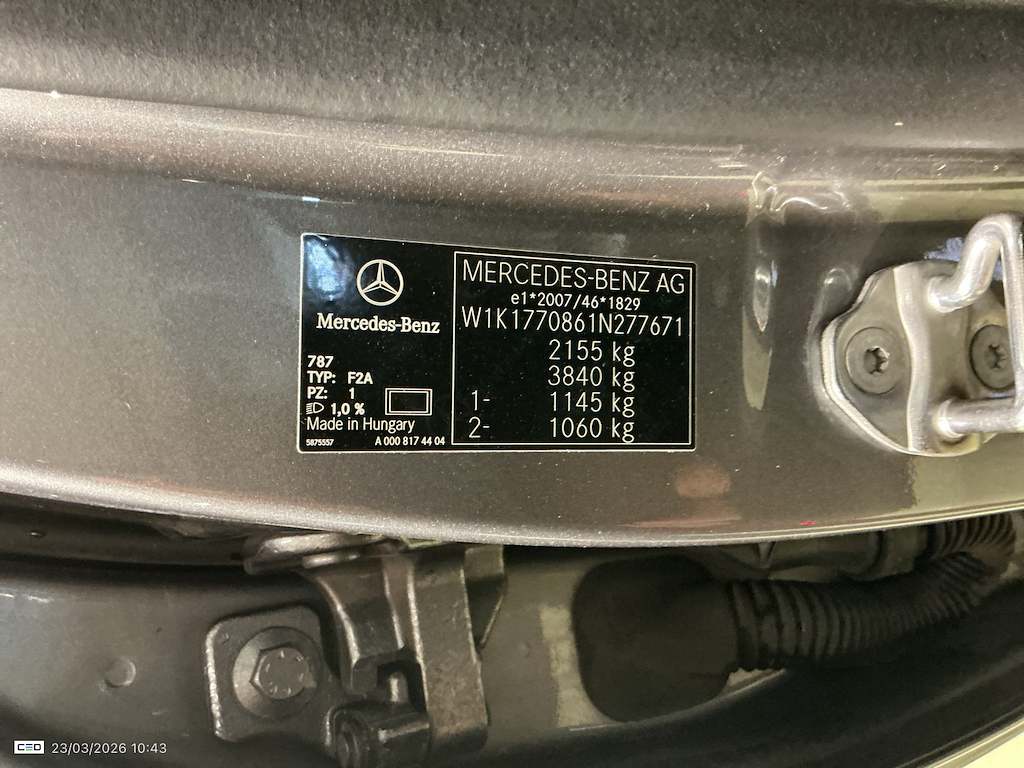 Mercedes-Benz
787
TYP: F2A
PZ: 1
1,0 %
Made in Hungary
5875557 A 000 817 44 04
MERCEDES-BENZ AG
e1*2007/46*1829
W1K1770861N277671
2155 kg
3840 kg
1- 1145 kg
2- 1060 kg
CEO 23/03/2026 10:43